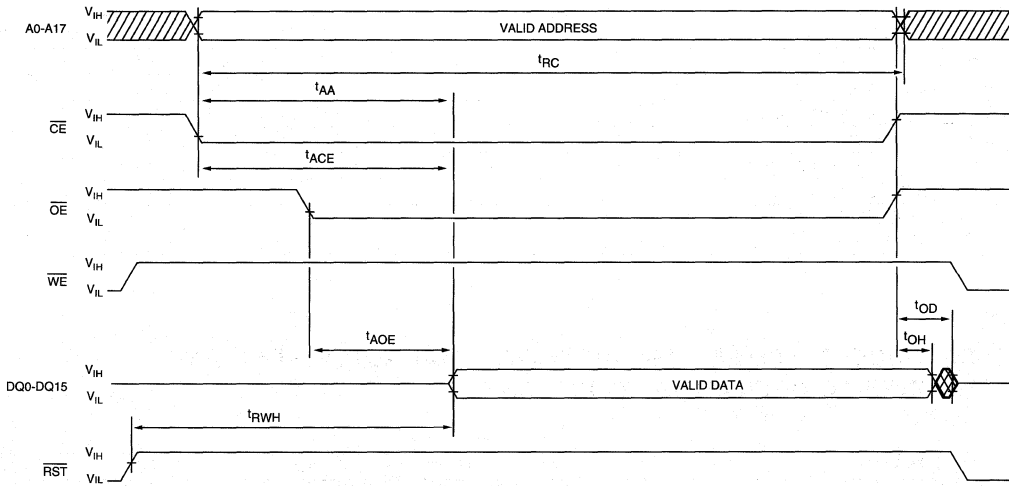 A0-A17
VIH
VIL
VALID ADDRESS
tRC
tAA
CE
VIH
VIL
tACE
OE
VIH
VIL
WE
VIH
VIL
tAOE
tOD
tOH
DQ0-DQ15
VIH
VIL
VALID DATA
tRWH
RST
VIH
VIL